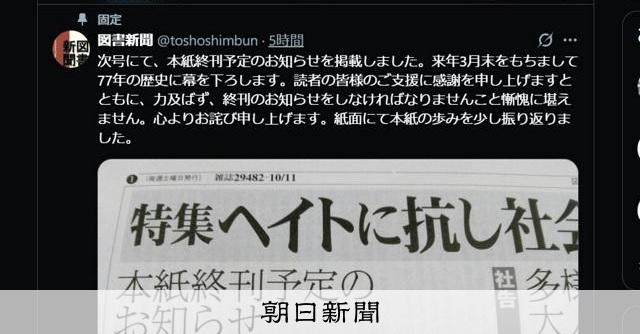 固定
図書新聞 @toshoshimbun・5時間
次号にて、本紙終刊予定のお知らせを掲載しました。来年3月末をもちまして
77年の歴史に幕を下ろします。読者の皆様のご支援に感謝を申し上げますと
ともに、力及ばず、終刊のお知らせをしなければなりませんこと慚愧に堪え
ません。心よりお詫び申し上げます。紙面にて本紙の歩みを少し振り返りま
した。
(毎週土曜日発行) 雑誌29482-10/11
特集ヘイトに抗し社会
本紙終刊予定の
お知らせ
社告
多様
朝日新聞